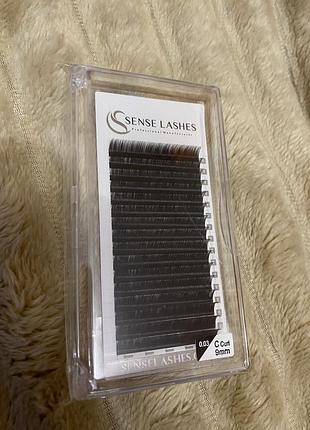 SENSE LASHES
Professional Manufacturer
0.03
C Curl
9mm
SENSE LASHES.C